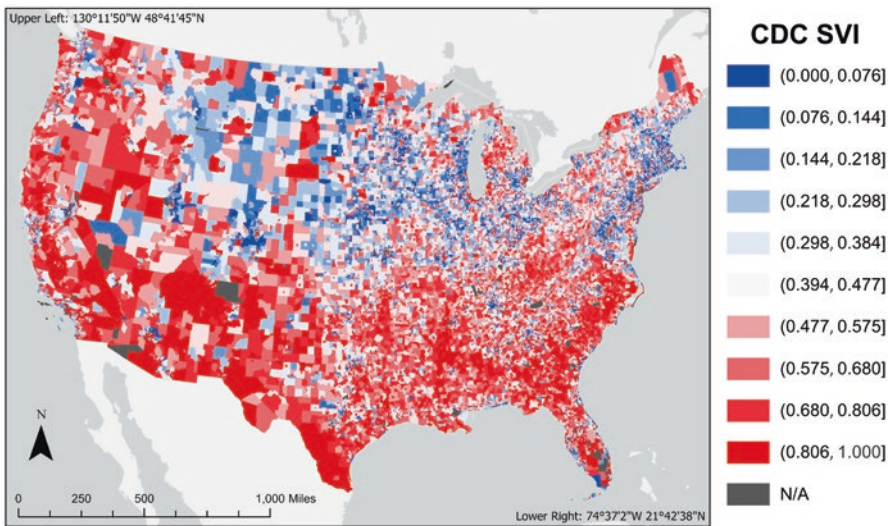 Upper Left: 130°11'50"W 48°41'45"N
CDC SVI
(0.000, 0.076]
(0.076, 0.144]
(0.144, 0.218]
(0.218, 0.298]
(0.298, 0.384]
(0.394, 0.477]
(0.477, 0.575]
(0.575, 0.680]
(0.680, 0.806]
(0.806, 1.000]
N/A
N
0 250 500 1,000 Miles
Lower Right: 74°37'2"W 21°42'38"N